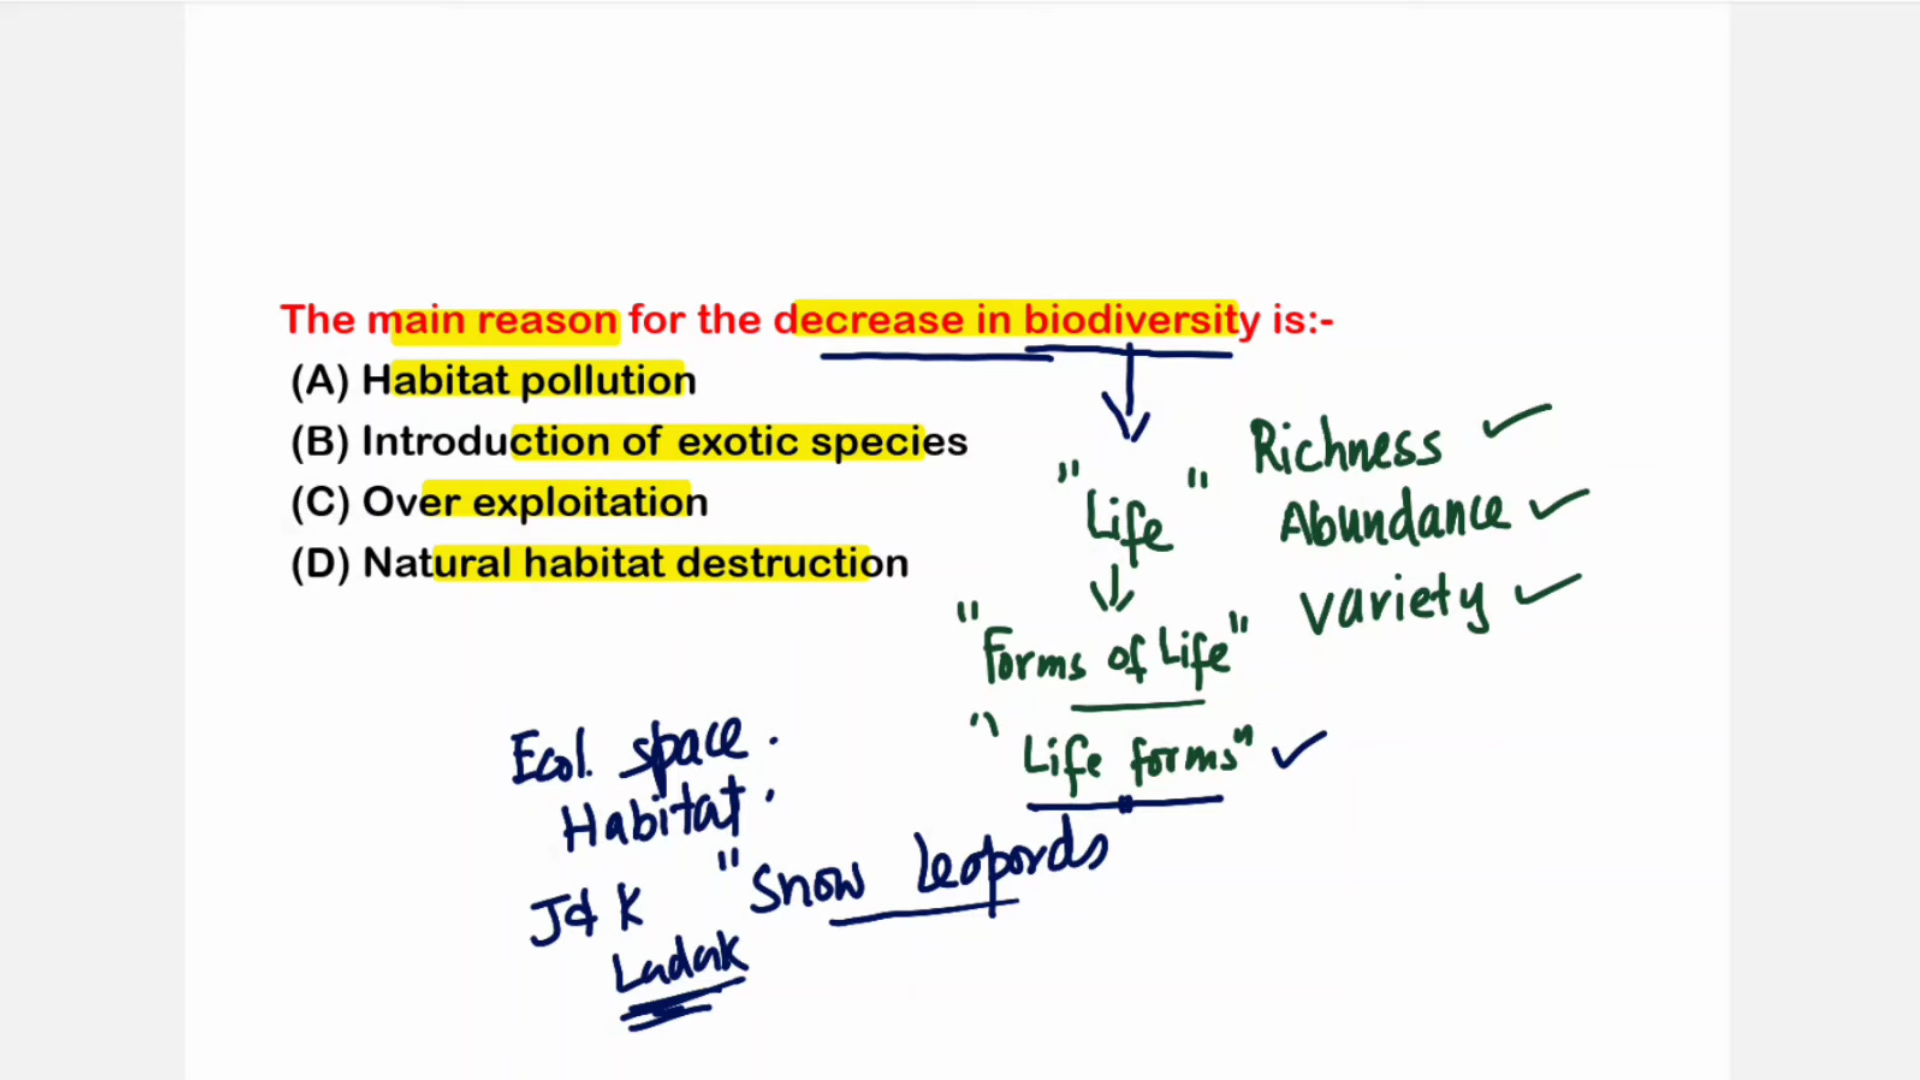 The main reason for the decrease in biodiversity is:-
(A) Habitat pollution
(B) Introduction of exotic species
(C) Over exploitation
(D) Natural habitat destruction
"Life"
Richness
Abundance
variety
"Forms of Life"
"Life forms"
Ecol. space.
Habitat.
"Snow leopords"
J&K
Ladak